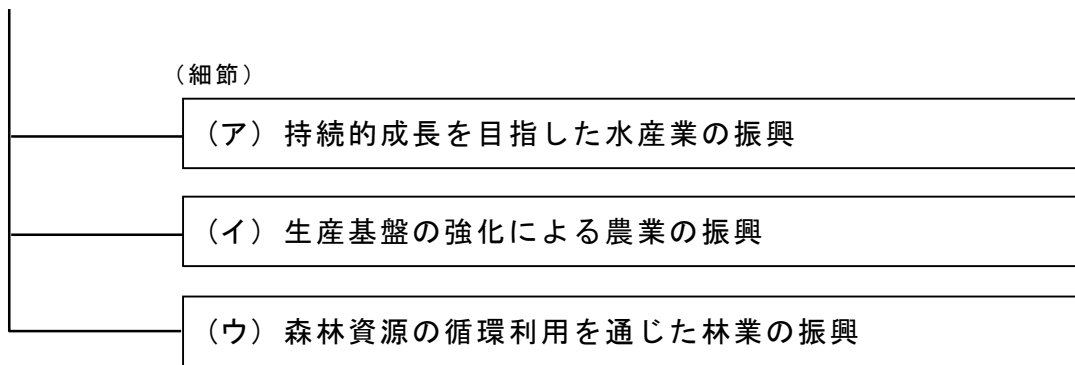 （細節）
（ア）持続的成長を目指した水産業の振興
（イ）生産基盤の強化による農業の振興
（ウ）森林資源の循環利用を通じた林業の振興